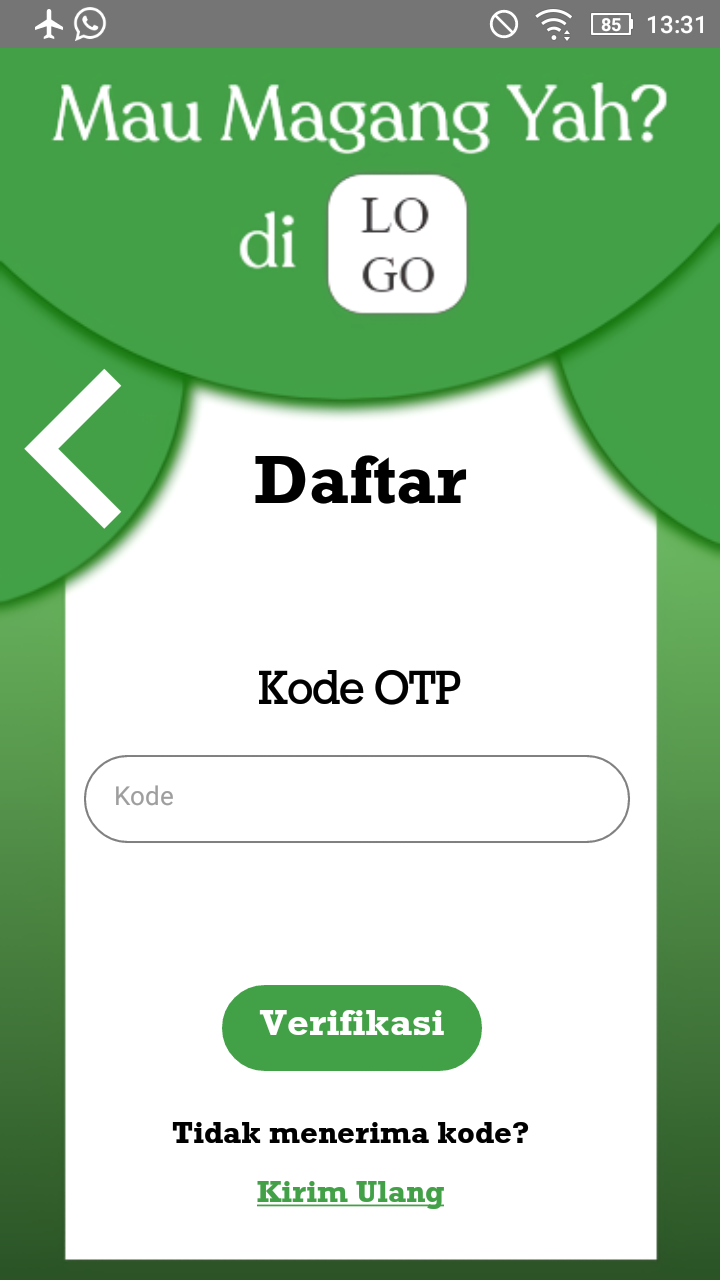 85 13:31
Mau Magang Yah?
di LO
GO
Daftar
Kode OTP
Kode
Verifikasi
Tidak menerima kode?
Kirim Ulang